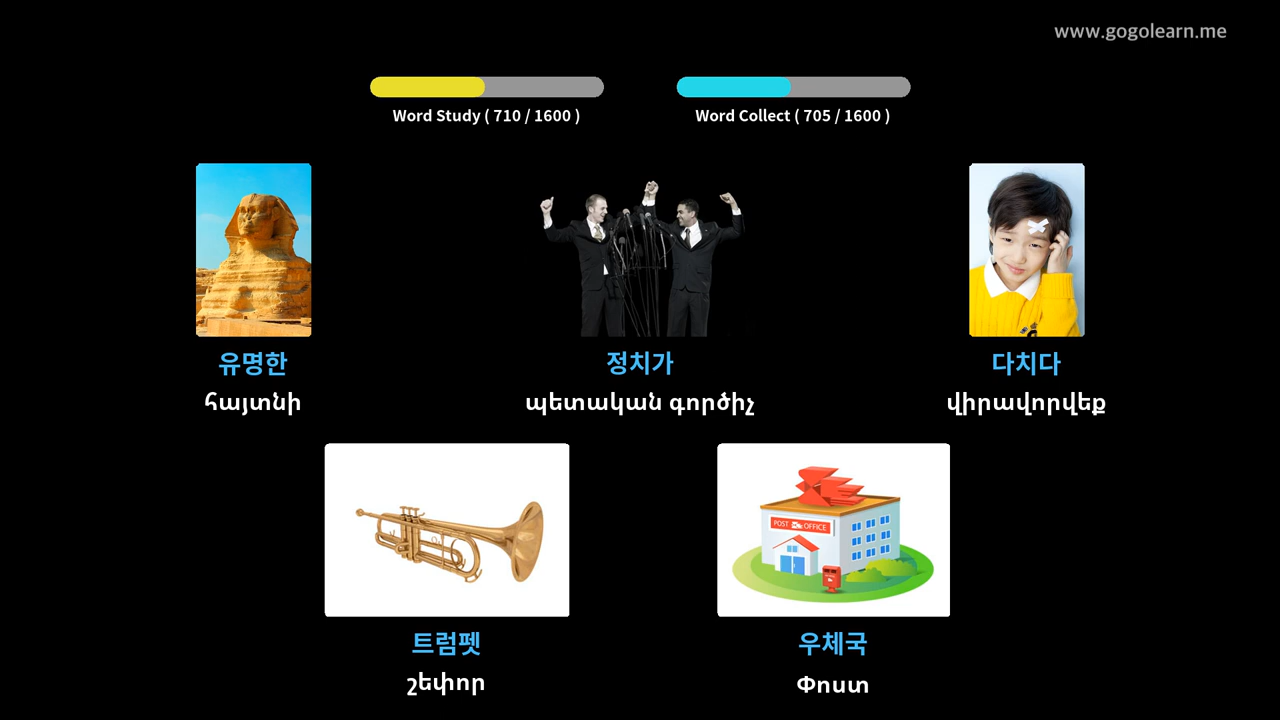 www.gogolearn.me
Word Study ( 710 / 1600 )
Word Collect ( 705 / 1600 )
유명한
정치가
다치다
հայտնի
պետական գործիչ
վիրավորվեք
POST OFFICE
트럼펫
우체국
շեփոր
Փոստ